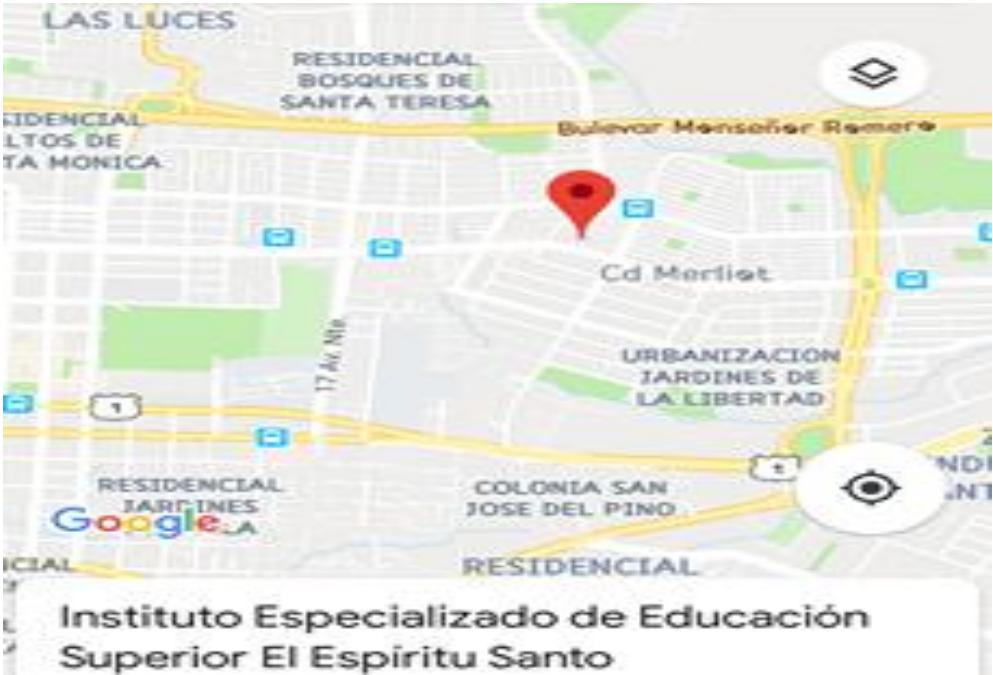 LAS LUCES
RESIDENCIAL
BOSQUES DE
SANTA TERESA
Bulevar Monseñor Romero
TA MONICA
Cd Merliot
17 Av. Nte
URBANIZACION
JARDINES DE
LA LIBERTAD
1
1
RESIDENCIAL
JARDINES
Google
COLONIA SAN
JOSE DEL PINO
RESIDENCIAL
Instituto Especializado de Educación
Superior El Espíritu Santo